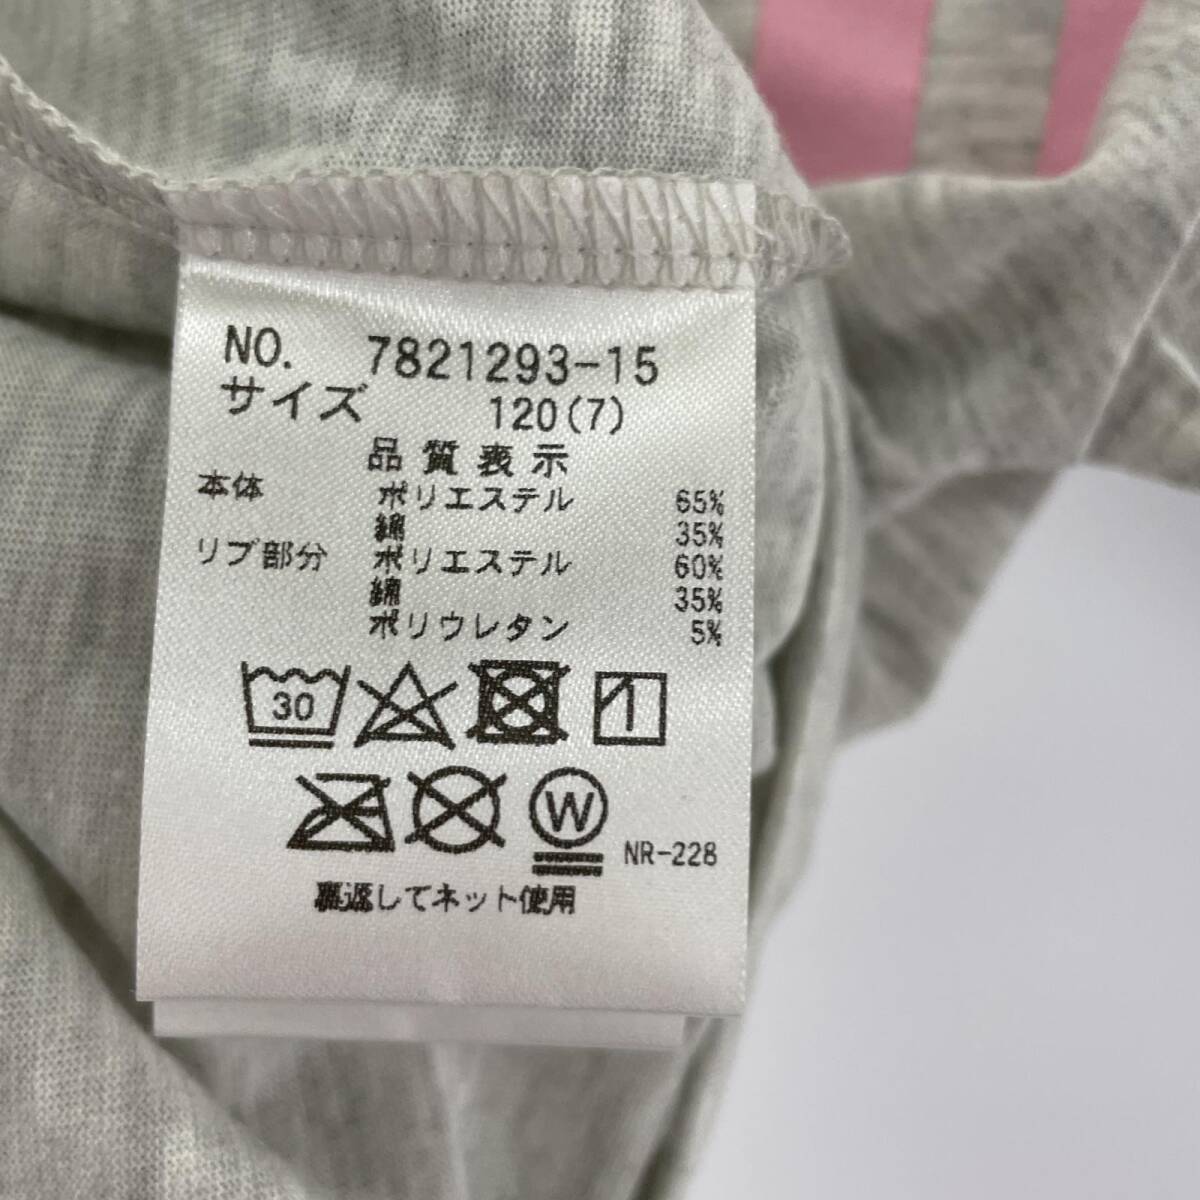 NO. 7821293-15
サイズ 120(7)
品質表示
本体 ポリエステル 65%
綿 35%
リブ部分 ポリエステル 60%
綿 35%
ポリウレタン 5%
30
W
NR-228
裏返してネット使用